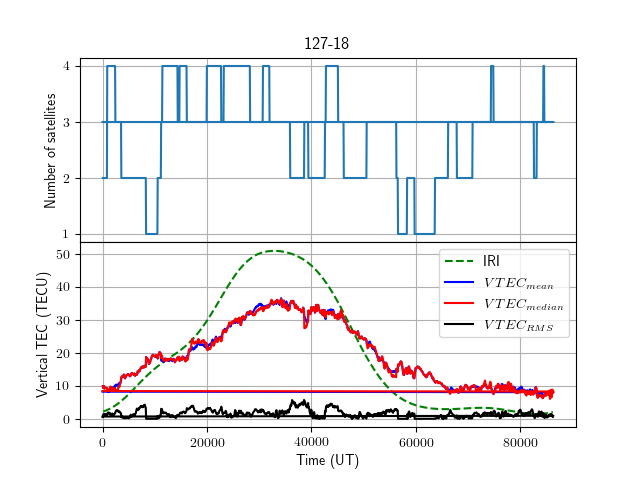 127-18
Number of satellites
4
3
2
1
Vertical TEC (TECU)
50
40
30
20
10
0
IRI
VTEC_mean
VTEC_median
VTEC_RMS
0 20000 40000 60000 80000
Time (UT)